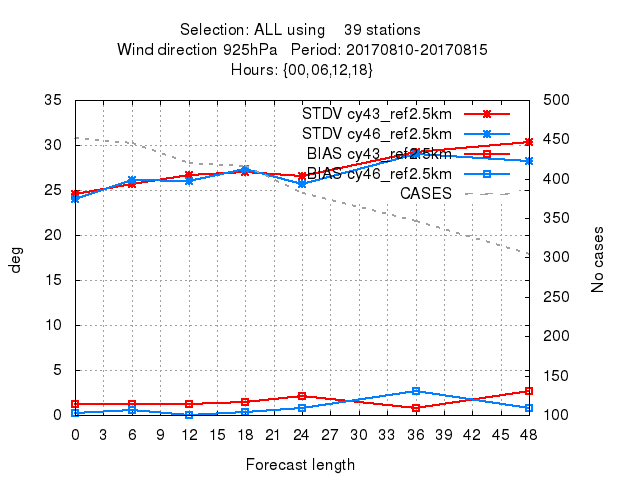 Selection: ALL using 39 stations
Wind direction 925hPa Period: 20170810-20170815
Hours: {00,06,12,18}
STDV cy43_ref2.5km
STDV cy46_ref2.5km
BIAS cy43_ref2.5km
BIAS cy46_ref2.5km
CASES
35
30
25
20
15
10
5
0
deg
500
450
400
350
300
250
200
150
100
No cases
0 3 6 9 12 15 18 21 24 27 30 33 36 39 42 45 48
Forecast length